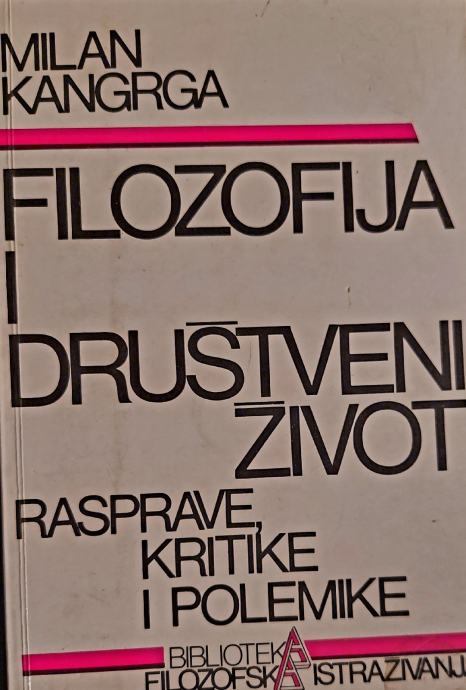 MILAN
KANGRGA
FILOZOFIJA
I
DRUŠTVENI
ŽIVOT
RASPRAVE,
KRITIKE
I POLEMIKE
BIBLIOTEKA
FILOZOFSKA ISTRAŽIVANJA